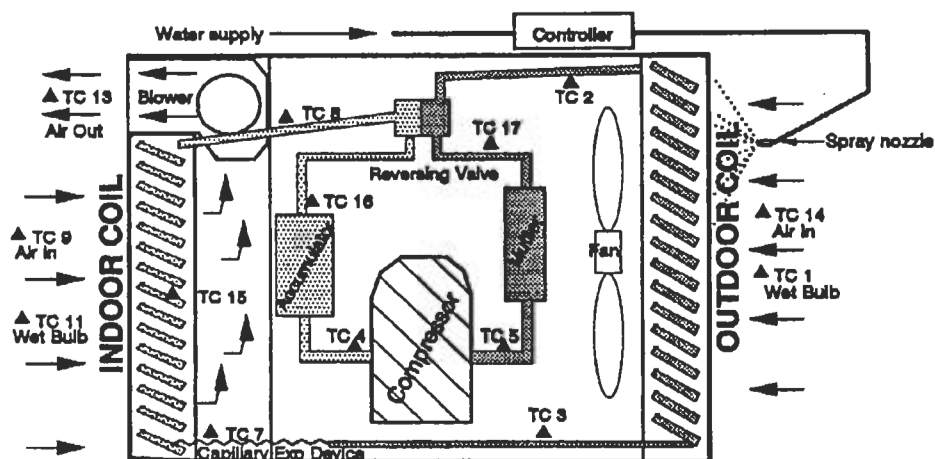 Water supply
Controller
TC 13
Air Out
Blower
TC 8
TC 2
TC 17
Spray nozzle
Reversing Valve
INDOOR COIL
TC 16
OUTDOOR COIL
TC 14
Air In
TC 9
Air In
Accumulator
Muffler
Fan
TC 1
Wet Bulb
TC 15
TC 11
Wet Bulb
TC 4
Compressor
TC 5
TC 7
TC 3
Capillary Exp Device